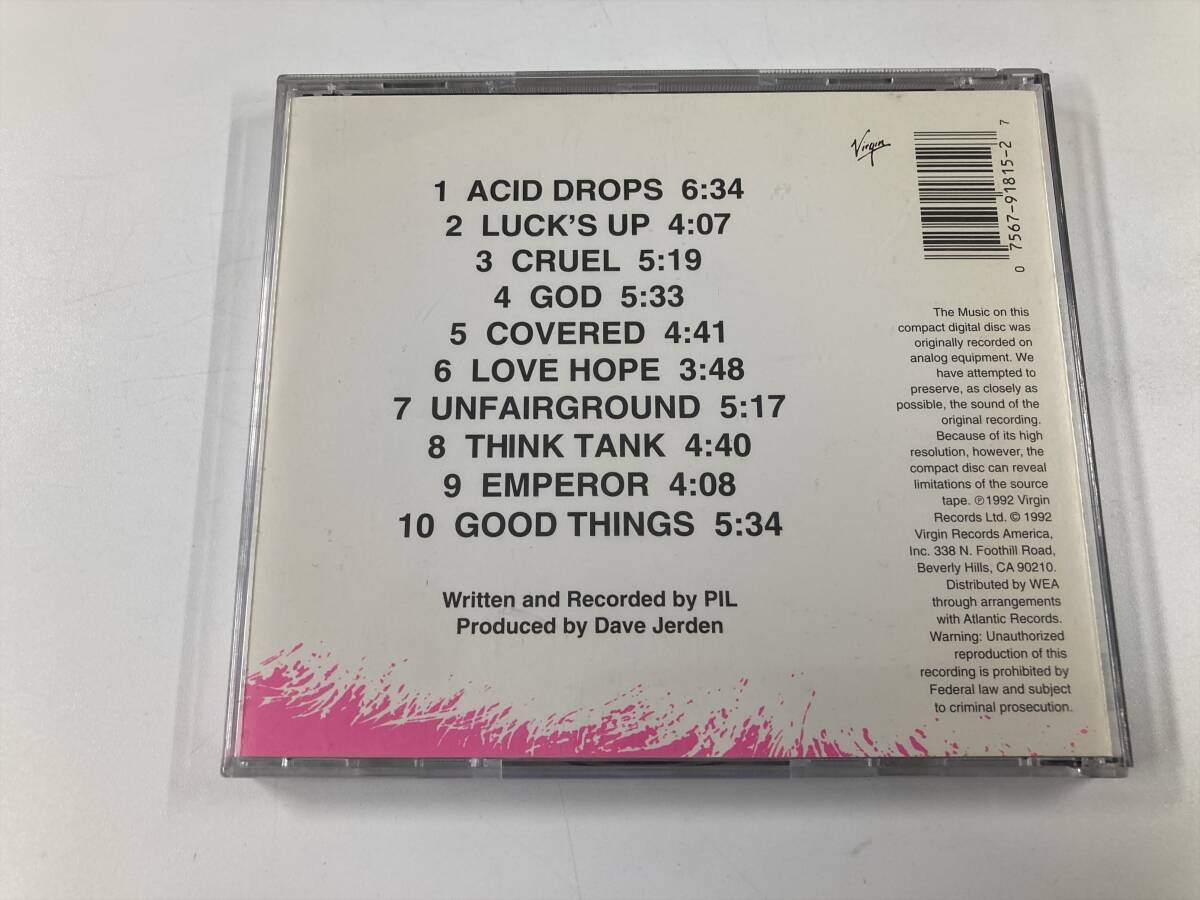 1 ACID DROPS 6:34
2 LUCK'S UP 4:07
3 CRUEL 5:19
4 GOD 5:33
5 COVERED 4:41
6 LOVE HOPE 3:48
7 UNFAIRGROUND 5:17
8 THINK TANK 4:40
9 EMPEROR 4:08
10 GOOD THINGS 5:34
Written and Recorded by PIL
Produced by Dave Jerden
Virgin
0 7567-91815-2 7
The Music on this
compact digital disc was
originally recorded on
analog equipment. We
have attempted to
preserve, as closely as
possible, the sound of the
original recording.
Because of its high
resolution, however, the
compact disc can reveal
limitations of the source
tape. ℗1992 Virgin
Records Ltd. © 1992
Virgin Records America,
Inc. 338 N. Foothill Road,
Beverly Hills, CA 90210.
Distributed by WEA
through arrangements
with Atlantic Records.
Warning: Unauthorized
reproduction of this
recording is prohibited by
Federal law and subject
to criminal prosecution.